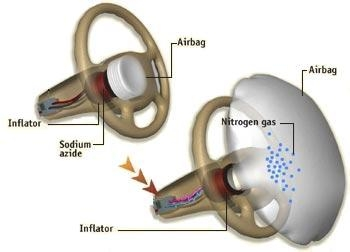 Airbag
Inflator
Sodium
azide
Airbag
Nitrogen gas
Inflator